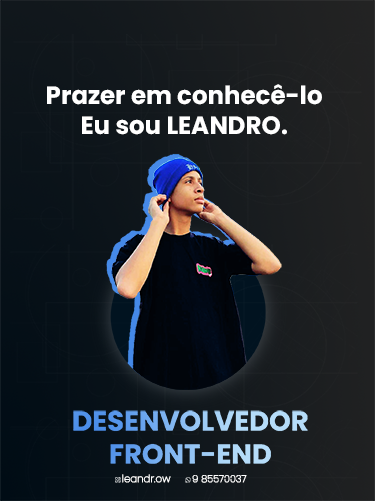 Prazer em conhecê-lo
Eu sou LEANDRO.
DESENVOLVEDOR
FRONT-END
leandr.ow 9 85570037